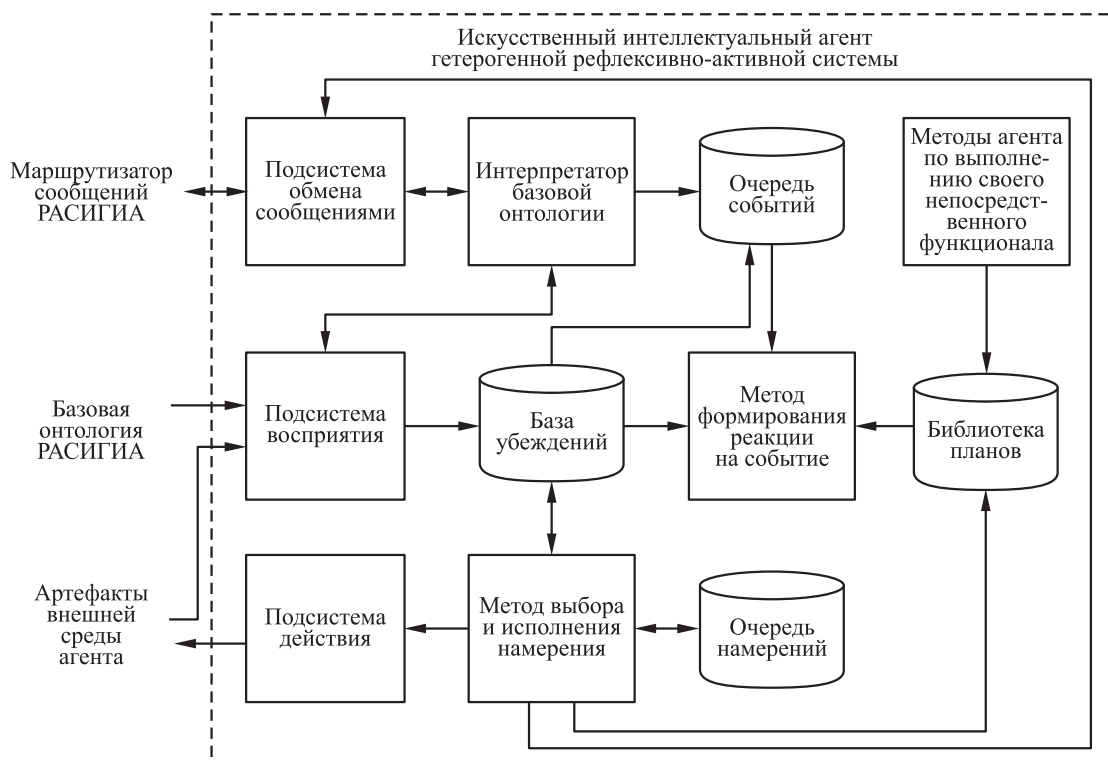 Искусственный интеллектуальный агент
гетерогенной рефлексивно-активной системы
Маршрутизатор
сообщений
РАСИГИА
Подсистема
обмена
сообщениями
Интерпретатор
базовой
онтологии
Очередь
событий
Методы агента
по выполне-
нию своего
непосредст-
венного
функционала
Базовая
онтология
РАСИГИА
Подсистема
восприятия
База
убеждений
Метод
формирования
реакции
на событие
Библиотека
планов
Артефакты
внешней
среды
агента
Подсистема
действия
Метод выбора
и исполнения
намерения
Очередь
намерений